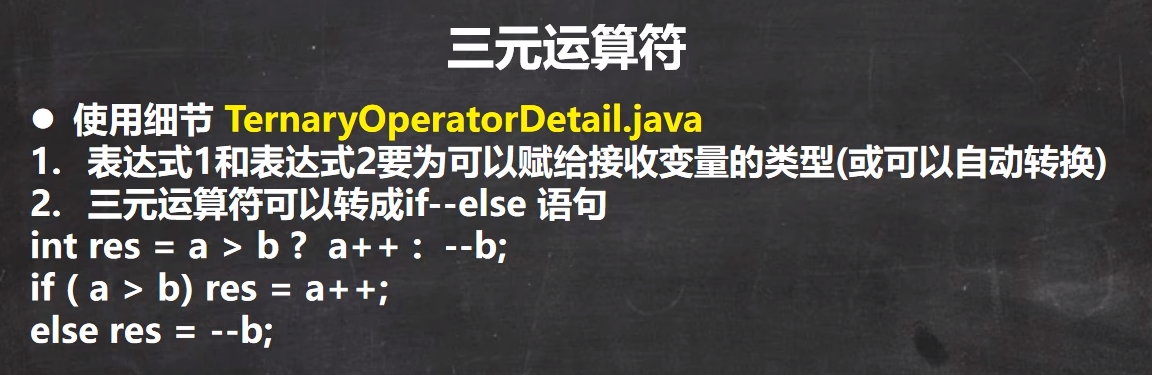 三元运算符
● 使用细节 TernaryOperatorDetail.java
1. 表达式1和表达式2要为可以赋给接收变量的类型(或可以自动转换)
2. 三元运算符可以转成if--else 语句
int res = a > b ? a++ : --b;
if ( a > b) res = a++;
else res = --b;